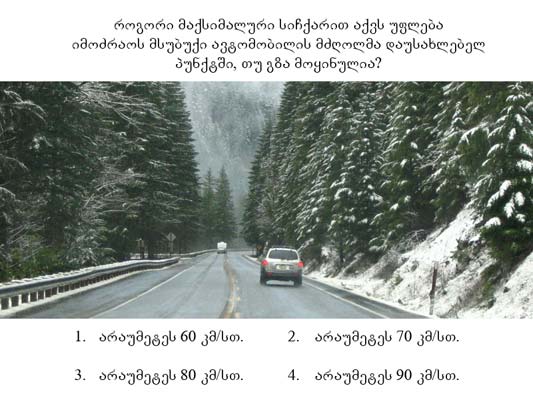 როგორი მაქსიმალური სიჩქარით აქვს უფლება
იმოძრაოს მსუბუქი ავტომობილის მძღოლმა დაუსახლებელ
პუნქტში, თუ გზა მოყინულია?
1. არაუმეტეს 60 კმ/სთ. 2. არაუმეტეს 70 კმ/სთ.
3. არაუმეტეს 80 კმ/სთ. 4. არაუმეტეს 90 კმ/სთ.